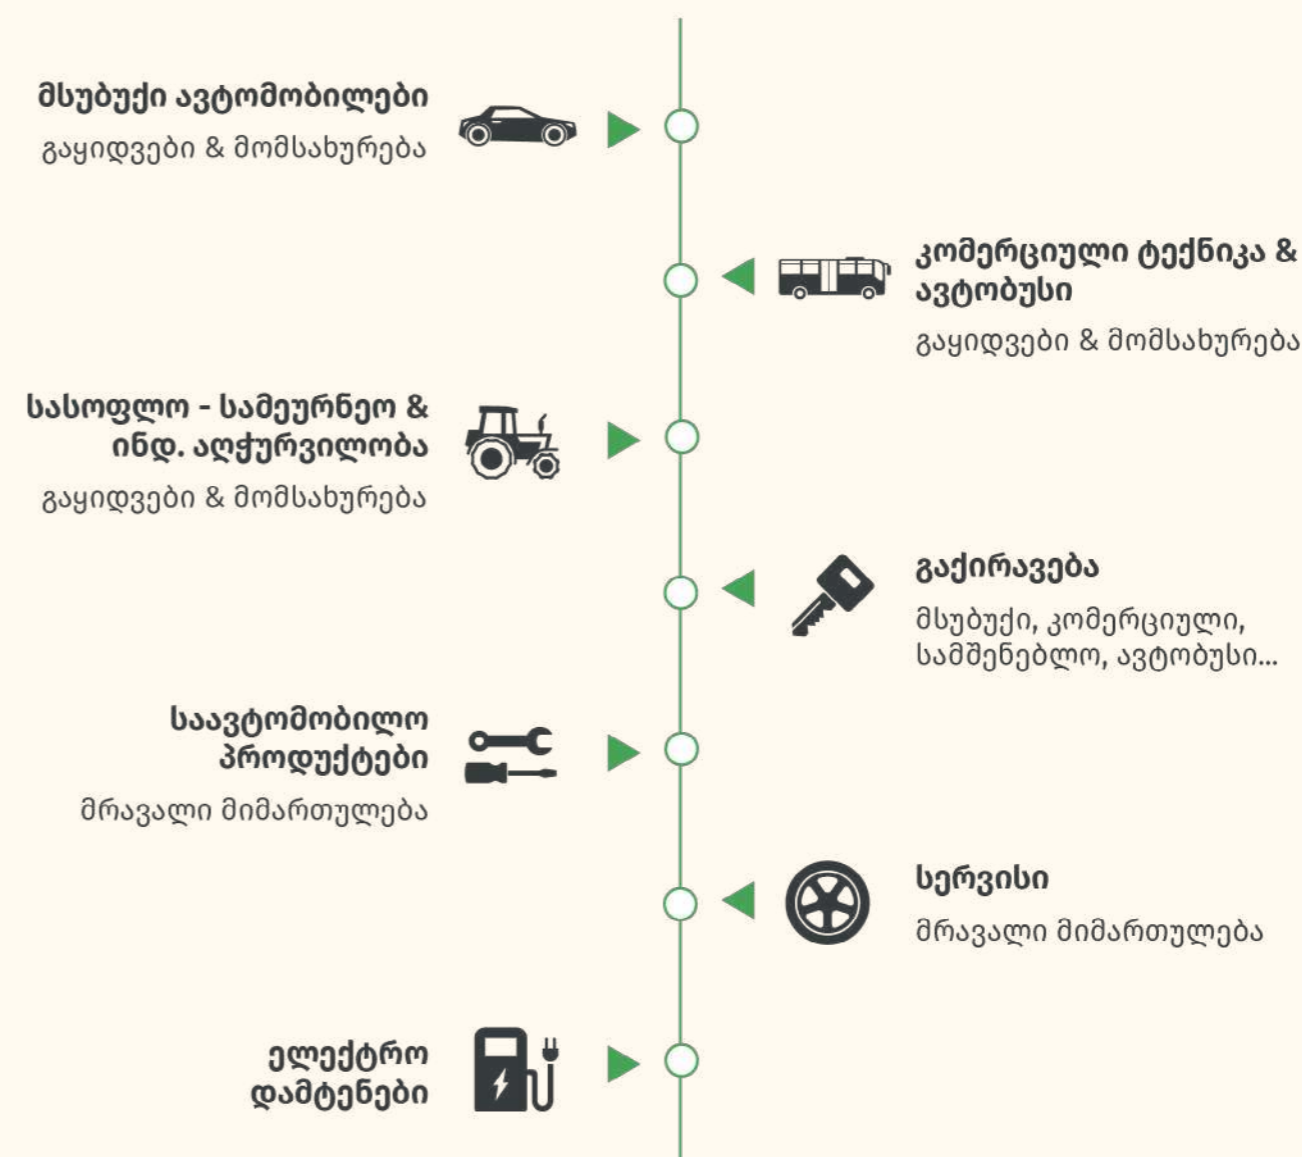 მსუბუქი ავტომობილები
გაყიდვები & მომსახურება
კომერციული ტექნიკა &
ავტობუსი
გაყიდვები & მომსახურება
სასოფლო - სამეურნეო &
ინდ. აღჭურვილობა
გაყიდვები & მომსახურება
გაქირავება
მსუბუქი, კომერციული,
სამშენებლო, ავტობუსი...
საავტომობილო
პროდუქტები
მრავალი მიმართულება
სერვისი
მრავალი მიმართულება
ელექტრო
დამტენები